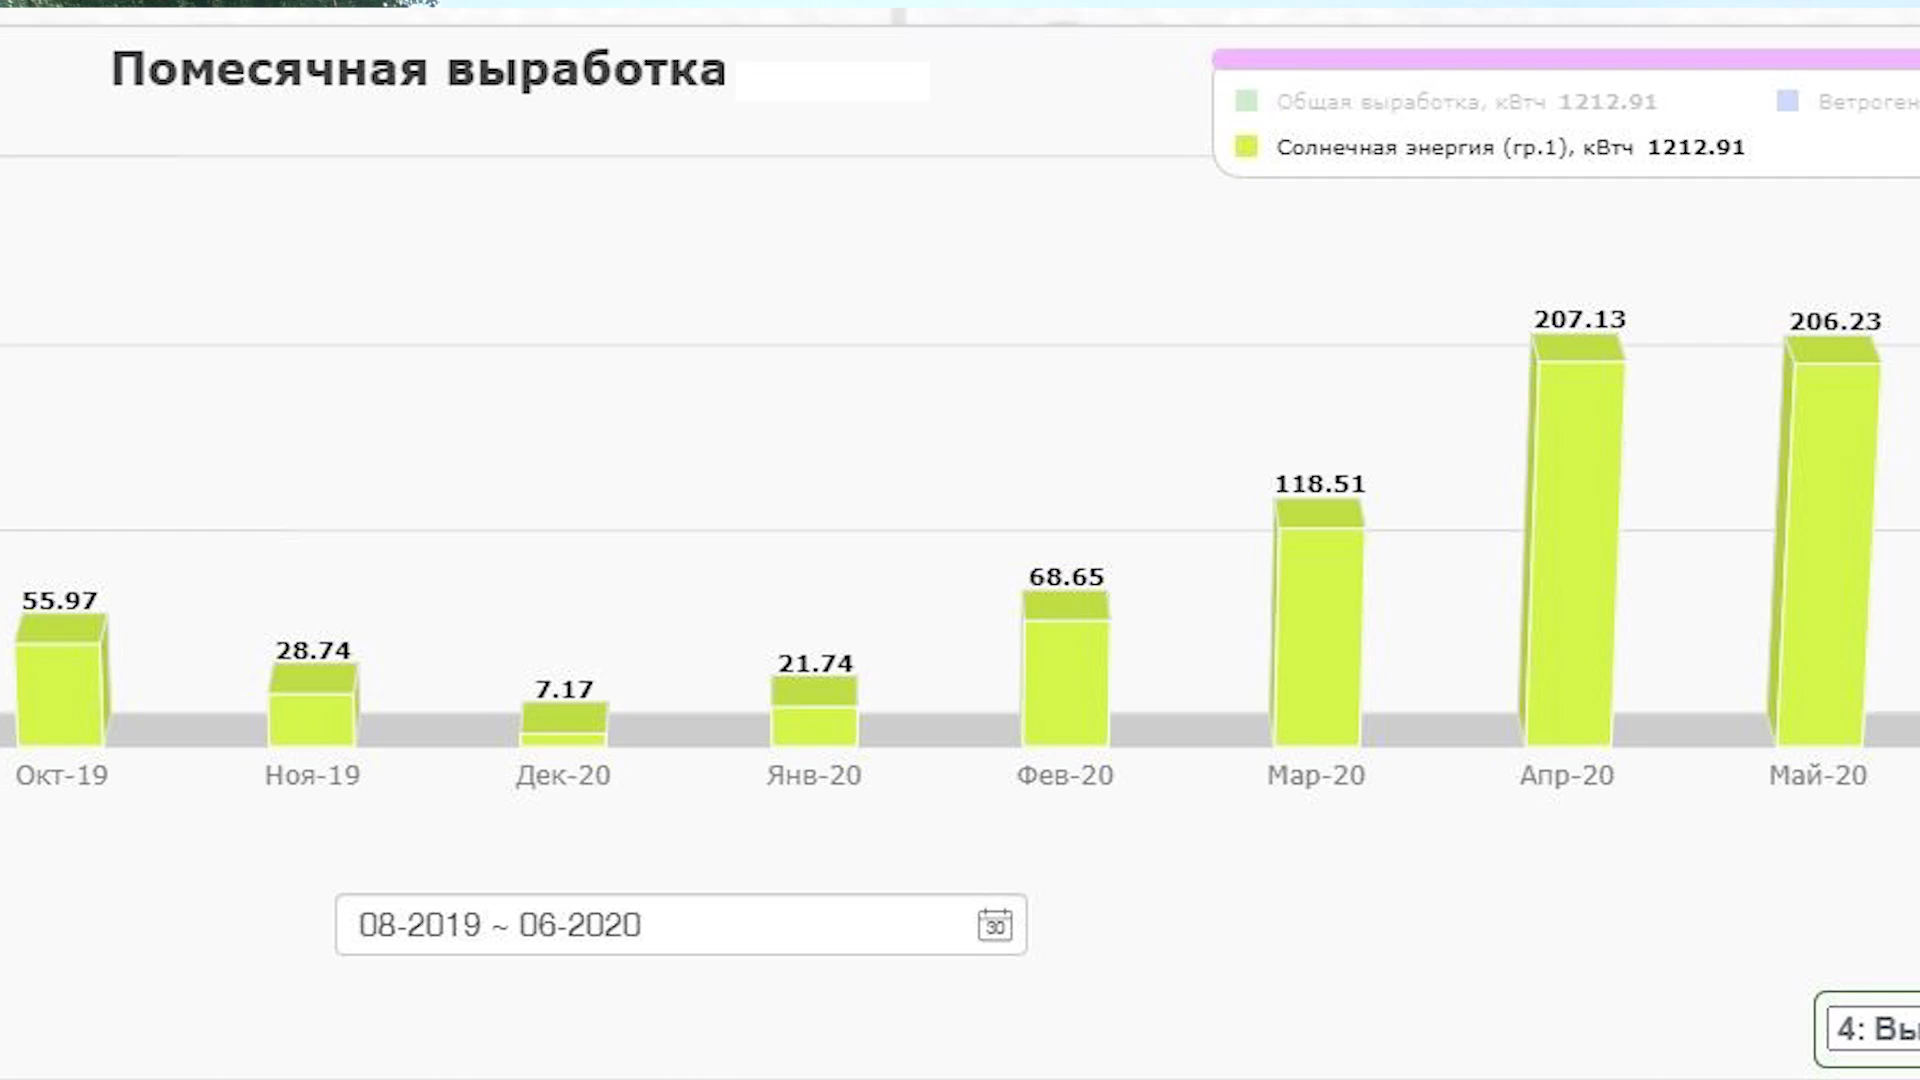 Помесячная выработка
Общая выработка, кВтч 1212.91
Солнечная энергия (гр.1), кВтч 1212.91
207.13
206.23
118.51
68.65
55.97
28.74
21.74
7.17
Окт-19 Ноя-19 Дек-20 Янв-20 Фев-20 Мар-20 Апр-20 Май-20
08-2019 ~ 06-2020
30
4: